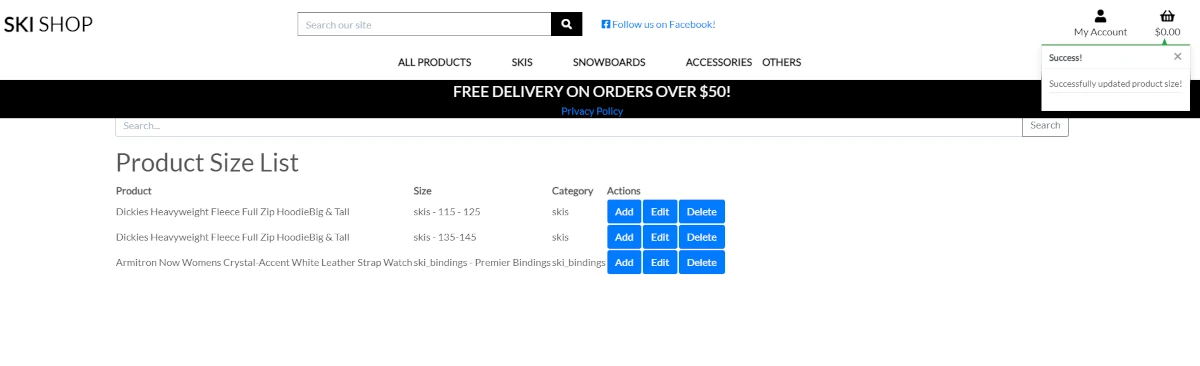 SKI SHOP
Search our site
Follow us on Facebook!
My Account
$0.00
ALL PRODUCTS SKIS SNOWBOARDS ACCESSORIES OTHERS
Success!
Successfully updated product size!
FREE DELIVERY ON ORDERS OVER $50!
Privacy Policy
Search... Search
Product Size List
Product Size Category Actions
Dickies Heavyweight Fleece Full Zip HoodieBig & Tall skis - 115 - 125 skis Add Edit Delete
Dickies Heavyweight Fleece Full Zip HoodieBig & Tall skis - 135-145 skis Add Edit Delete
Armitron Now Womens Crystal-Accent White Leather Strap Watch ski_bindings - Premier Bindings ski_bindings Add Edit Delete